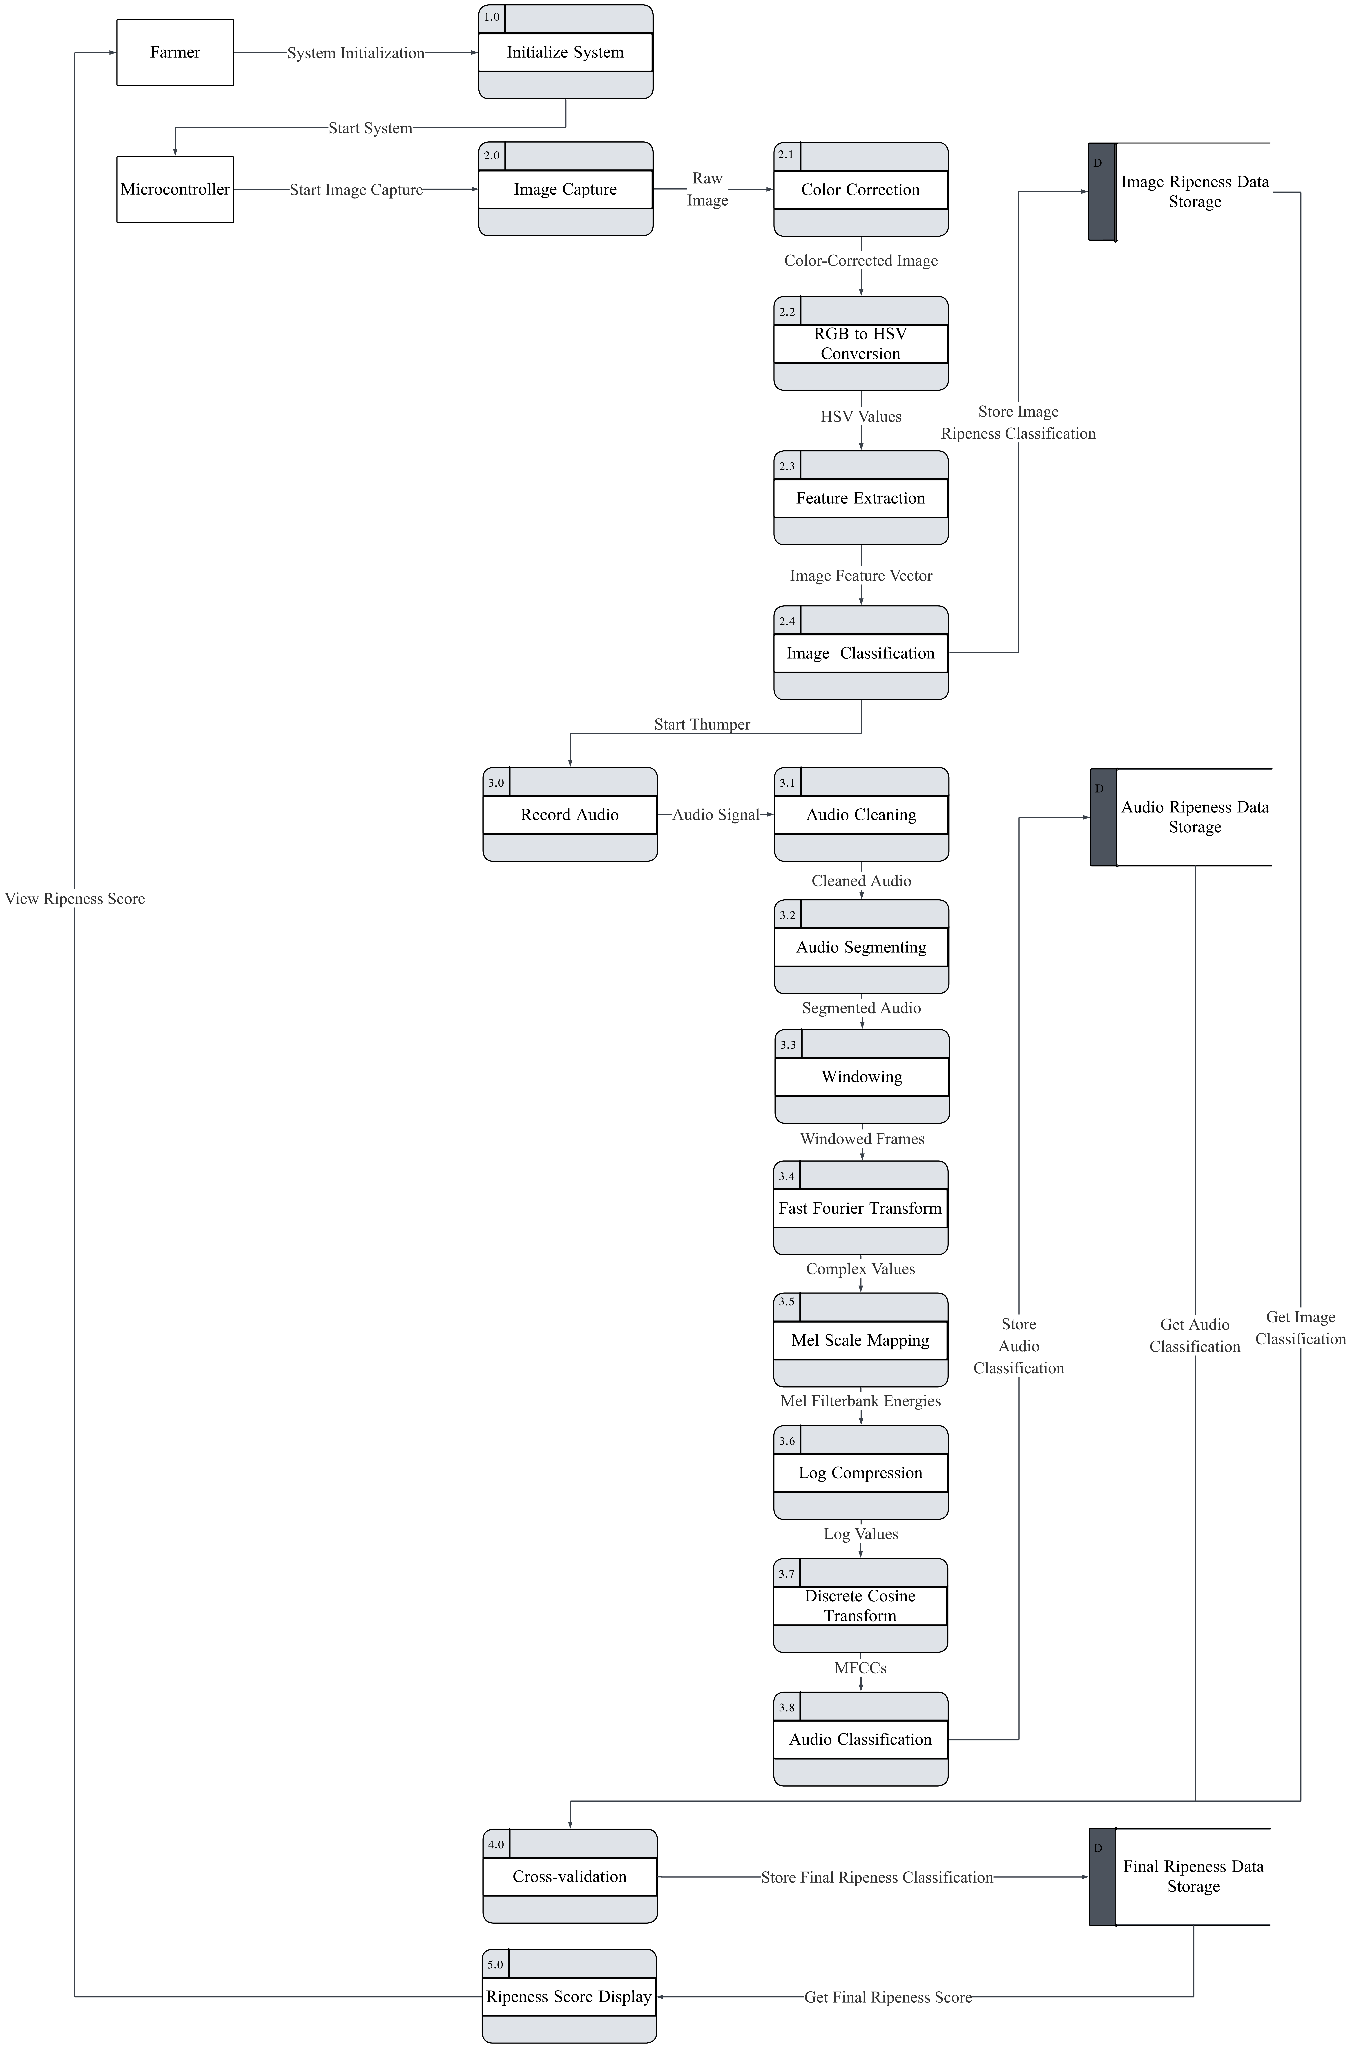 1.0
Farmer
System Initialization
Initialize System
Start System
2.0
2.1
D
Microcontroller
Start Image Capture
Image Capture
Raw
Image
Color Correction
Image Ripeness Data
Storage
Color-Corrected Image
2.2
RGB to HSV
Conversion
HSV Values
Store Image
Ripeness Classification
2.3
Feature Extraction
Image Feature Vector
2.4
Image Classification
Start Thumper
3.0
3.1
D
Record Audio
Audio Signal
Audio Cleaning
Audio Ripeness Data
Storage
Cleaned Audio
View Ripeness Score
3.2
Audio Segmenting
Segmented Audio
3.3
Windowing
Windowed Frames
3.4
Fast Fourier Transform
Complex Values
3.5
Mel Scale Mapping
Store
Audio
Classification
Get Audio
Classification
Get Image
Classification
Mel Filterbank Energies
3.6
Log Compression
Log Values
3.7
Discrete Cosine
Transform
MFCCs
3.8
Audio Classification
4.0
D
Cross-validation
Store Final Ripeness Classification
Final Ripeness Data
Storage
5.0
Ripeness Score Display
Get Final Ripeness Score